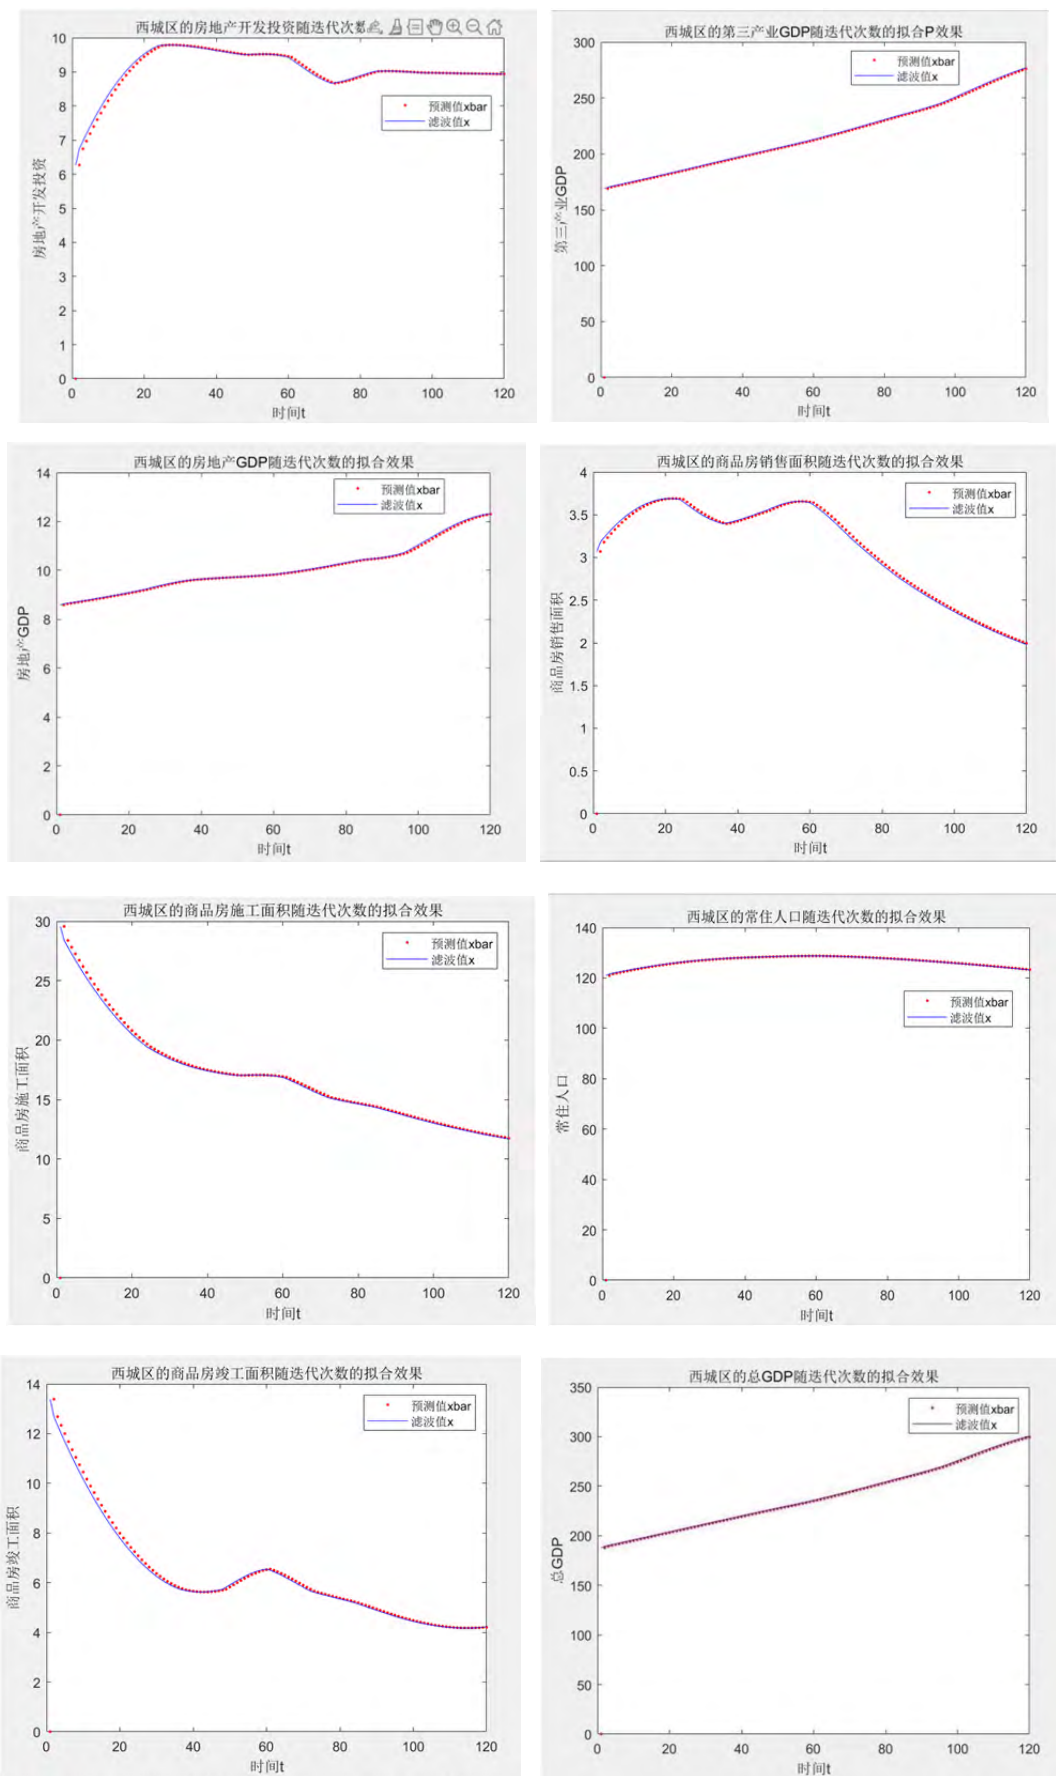 西城区的房地产开发投资随迭代次数
10
9
8
7
6
5
4
3
2
1
0
房地产开发投资
预测值xbar
滤波值x
0 20 40 60 80 100 120
时间t
西城区的第三产业GDP随迭代次数的拟合P效果
300
250
200
150
100
50
0
第三产业GDP
预测值xbar
滤波值x
0 20 40 60 80 100 120
时间t
西城区的房地产GDP随迭代次数的拟合效果
14
12
10
8
6
4
2
0
房地产GDP
预测值xbar
滤波值x
0 20 40 60 80 100 120
时间t
西城区的商品房销售面积随迭代次数的拟合效果
4
3.5
3
2.5
2
1.5
1
0.5
0
商品房销售面积
预测值xbar
滤波值x
0 20 40 60 80 100 120
时间t
西城区的商品房施工面积随迭代次数的拟合效果
30
25
20
15
10
5
0
商品房施工面积
预测值xbar
滤波值x
0 20 40 60 80 100 120
时间t
西城区的常住人口随迭代次数的拟合效果
140
120
100
80
60
40
20
0
常住人口
预测值xbar
滤波值x
0 20 40 60 80 100 120
时间t
西城区的商品房竣工面积随迭代次数的拟合效果
14
12
10
8
6
4
2
0
商品房竣工面积
预测值xbar
滤波值x
0 20 40 60 80 100 120
时间t
西城区的总GDP随迭代次数的拟合效果
350
300
250
200
150
100
50
0
总GDP
预测值xbar
滤波值x
0 20 40 60 80 100 120
时间t